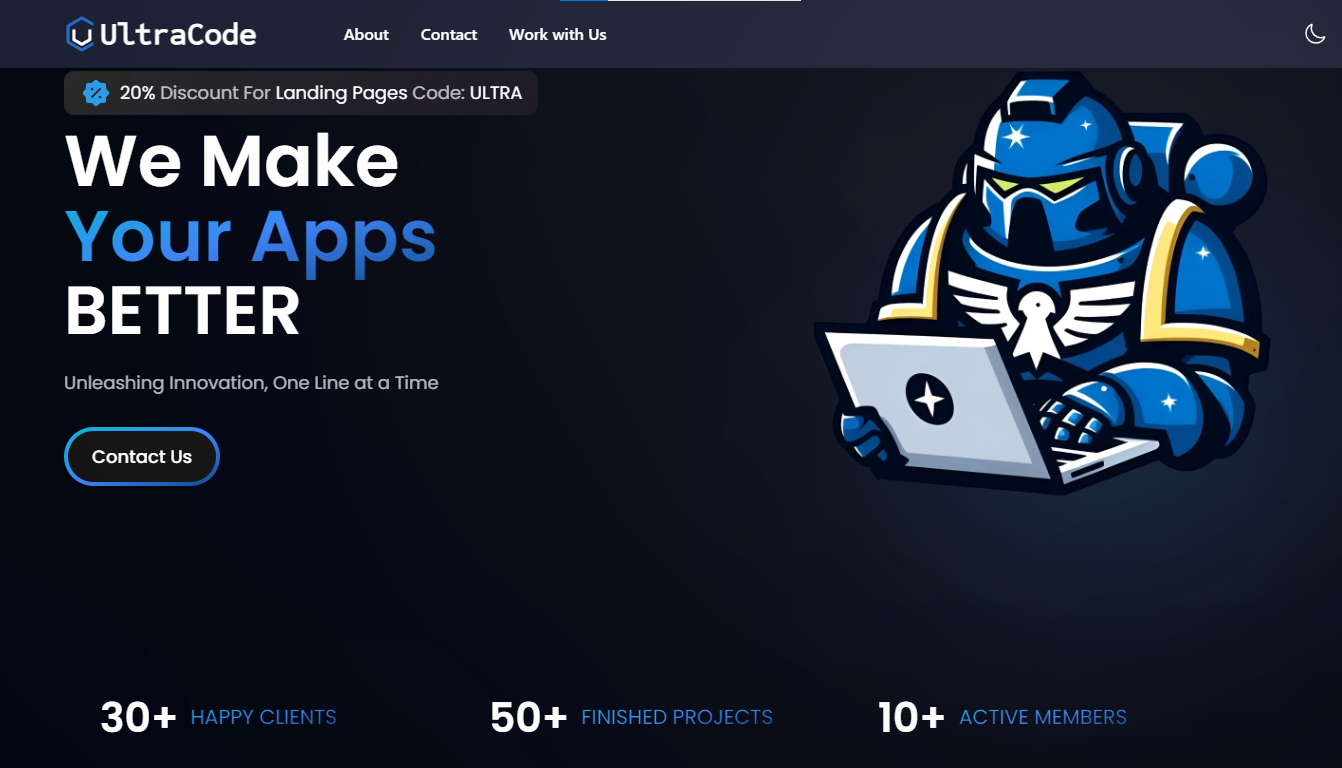 UltraCode About Contact Work with Us
20% Discount For Landing Pages Code: ULTRA
We Make
Your Apps
BETTER
Unleashing Innovation, One Line at a Time
Contact Us
30+ HAPPY CLIENTS 50+ FINISHED PROJECTS 10+ ACTIVE MEMBERS